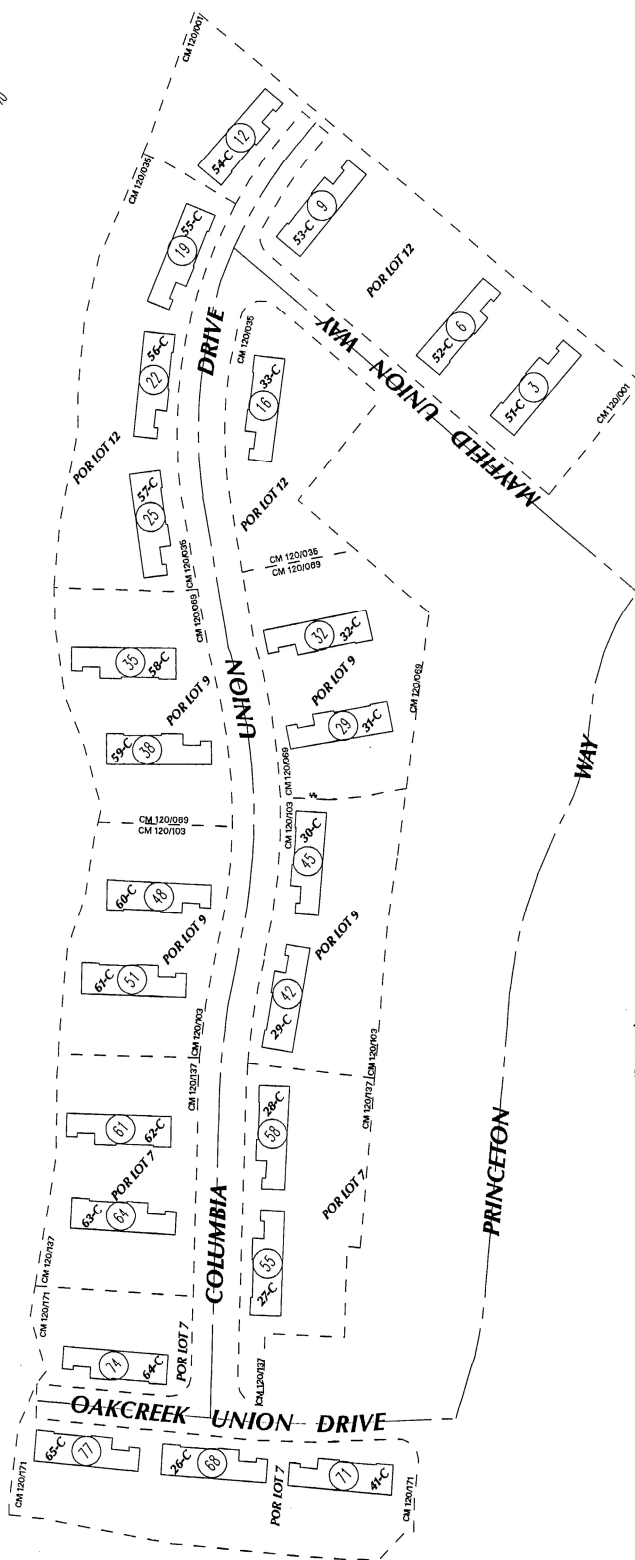 CM 120/001
54-C
12
CM 120/035
55-C
19
53-C
9
POR LOT 12
DRIVE
56-C
22
CM 120/035
33-C
16
MAYFIELD UNION WAY
52-C
6
51-C
3
CM 120/001
POR LOT 12
57-C
25
POR LOT 12
CM 120/035
CM 120/069
CM 120/035
CM 120/069
35
58-C
32
32-C
POR LOT 9
UNION
POR LOT 9
CM 120/069
59-C
38
29
31-C
WAY
CM 120/069
CM 120/069
CM 120/103
CM 120/103
30-C
45
60-C
48
POR LOT 9
POR LOT 9
61-C
51
42
29-C
CM 120/103
CM 120/137
CM 120/103
CM 120/137
61
62-C
28-C
58
PRINCETON
POR LOT 7
POR LOT 7
63-C
64
COLUMBIA
55
27-C
CM 120/137
CM 120/171
74
64-C
POR LOT 7
CM 120/137
OAKCREEK UNION DRIVE
65-C
77
26-C
68
71
41-C
POR LOT 7
CM 120/171
CM 120/171